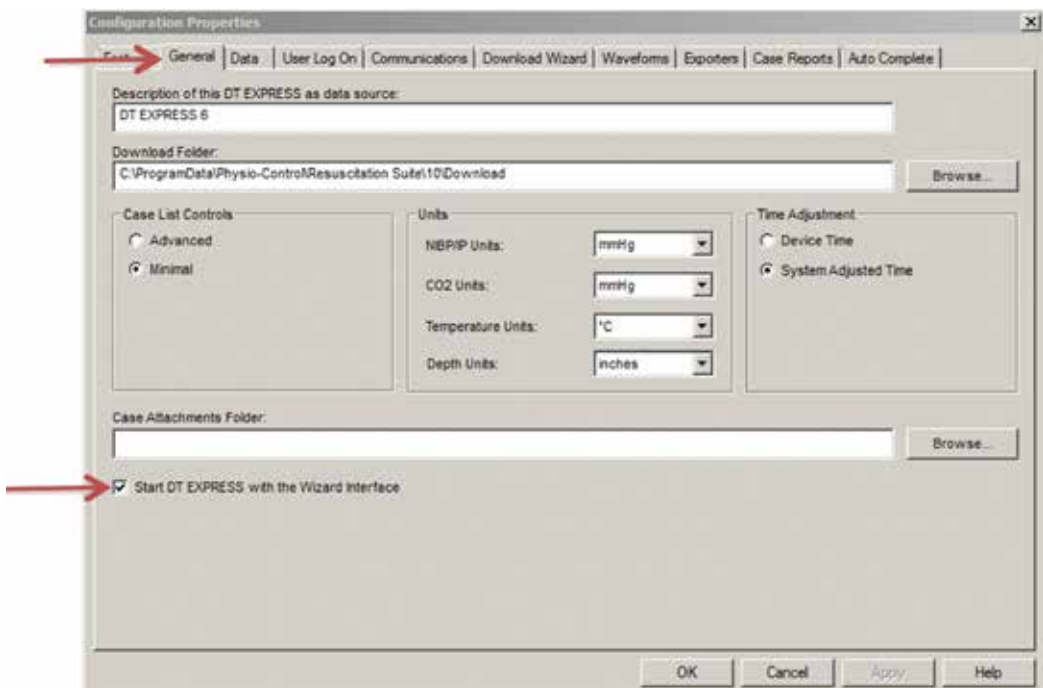 Configuration Properties
General Data User Log On Communications Download Wizard Waveforms Exporters Case Reports Auto Complete
Description of this DT EXPRESS as data source:
DT EXPRESS 6
Download Folder:
C:\ProgramData\Physio-Control\Resuscitation Suite\10\Download
Browse...
Case List Controls
Advanced
Minimal
Units
NIBP/IP Units: mmHg
CO2 Units: mmHg
Temperature Units: °C
Depth Units: inches
Time Adjustment
Device Time
System Adjusted Time
Case Attachments Folder:
Browse...
Start DT EXPRESS with the Wizard Interface
OK Cancel Apply Help